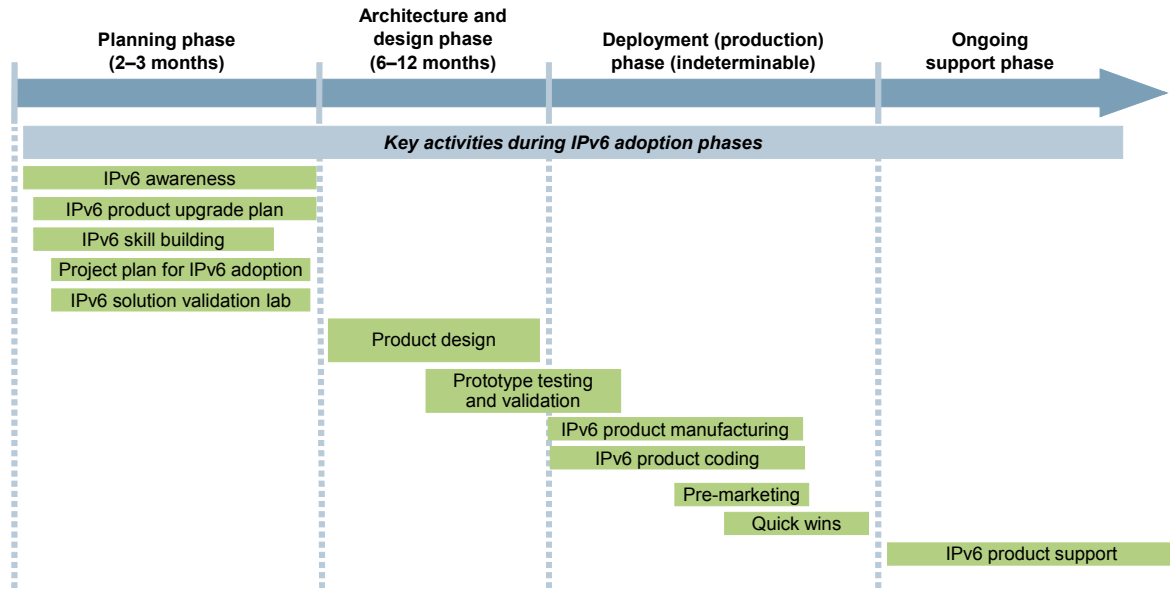 Planning phase
(2–3 months)
Architecture and
design phase
(6–12 months)
Deployment (production)
phase (indeterminable)
Ongoing
support phase
Key activities during IPv6 adoption phases
IPv6 awareness
IPv6 product upgrade plan
IPv6 skill building
Project plan for IPv6 adoption
IPv6 solution validation lab
Product design
Prototype testing
and validation
IPv6 product manufacturing
IPv6 product coding
Pre-marketing
Quick wins
IPv6 product support